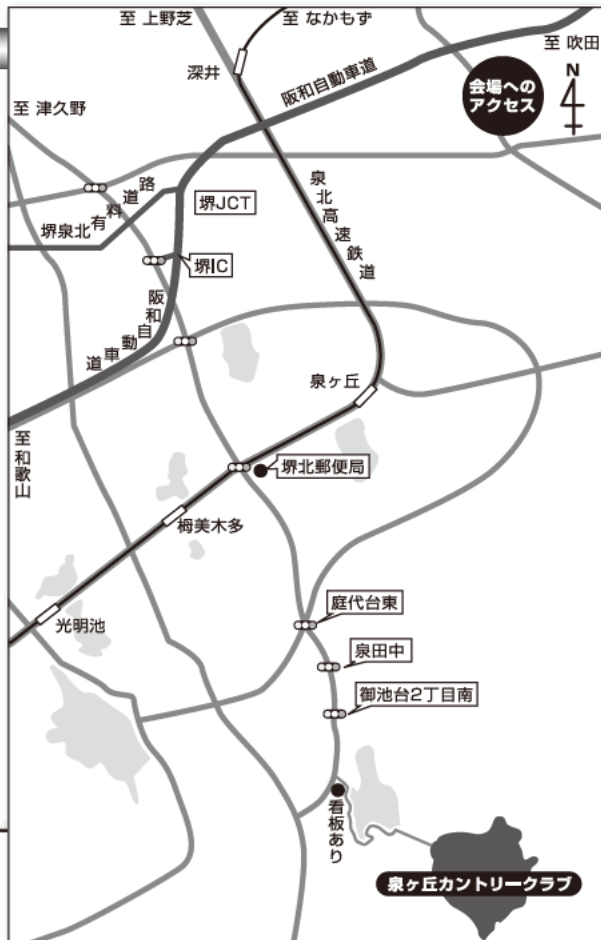 至 上野芝
至 なかもず
至 吹田
深井
阪和自動車道
会場への
アクセス
N
至 津久野
堺泉北有料道路
堺JCT
泉北高速鉄道
堺IC
阪和自動車道
泉ヶ丘
至和歌山
堺北郵便局
栂美木多
庭代台東
光明池
泉田中
御池台2丁目南
看板あり
泉ヶ丘カントリークラブ